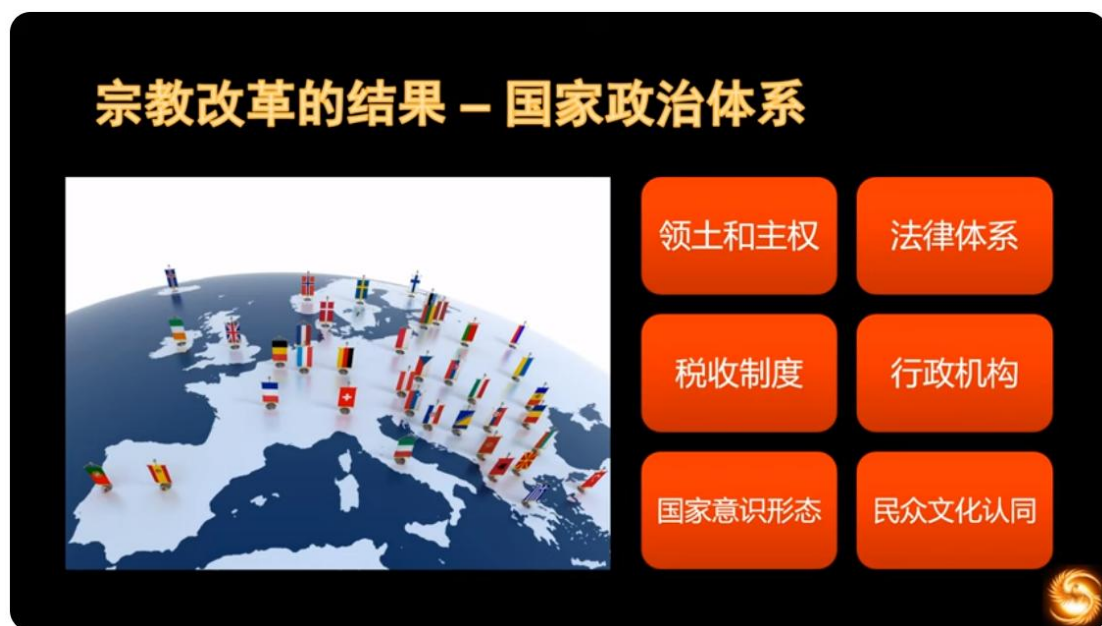 宗教改革的结果 – 国家政治体系
领土和主权
法律体系
税收制度
行政机构
国家意识形态
民众文化认同